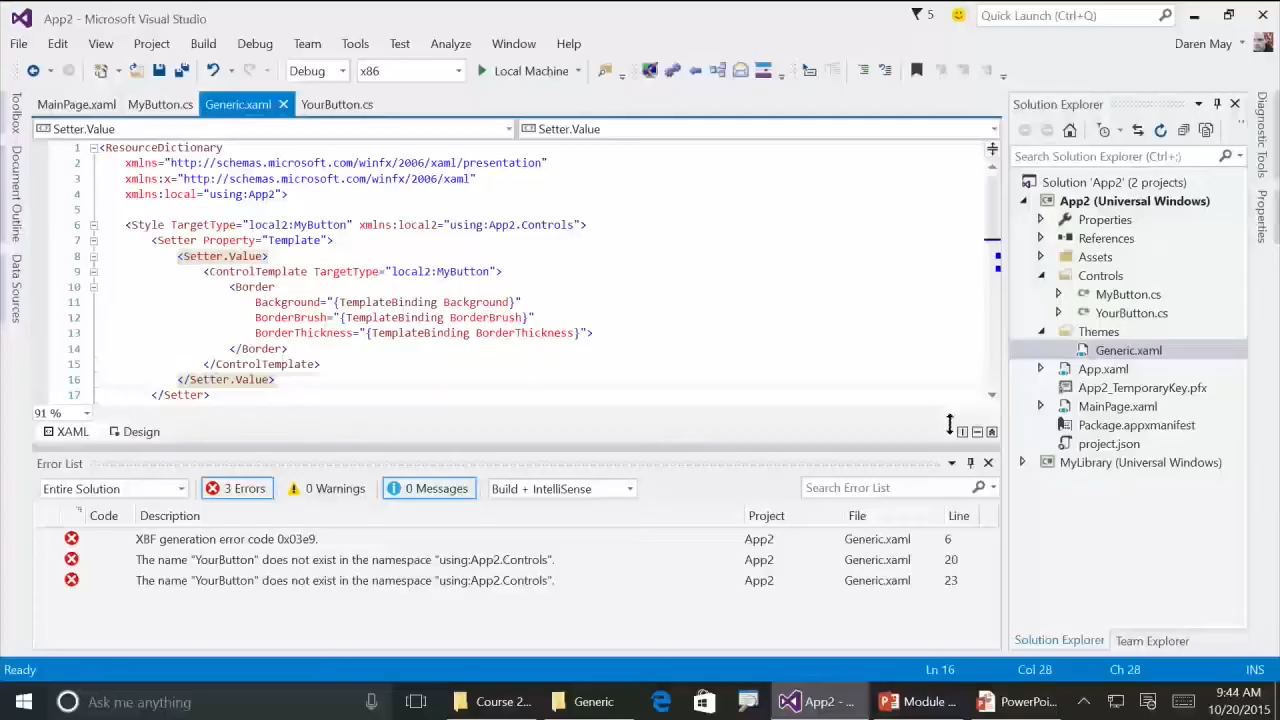 App2 - Microsoft Visual Studio
5
Quick Launch (Ctrl+Q)
File Edit View Project Build Debug Team Tools Test Analyze Window Help
Daren May
Debug x86 Local Machine
MainPage.xaml MyButton.cs Generic.xaml YourButton.cs
Setter.Value Setter.Value
Toolbox
Document Outline
Data Sources
1 <ResourceDictionary
2 xmlns="http://schemas.microsoft.com/winfx/2006/xaml/presentation"
3 xmlns:x="http://schemas.microsoft.com/winfx/2006/xaml"
4 xmlns:local="using:App2">
5
6 <Style TargetType="local2:MyButton" xmlns:local2="using:App2.Controls">
7 <Setter Property="Template">
8 <Setter.Value>
9 <ControlTemplate TargetType="local2:MyButton">
10 <Border
11 Background="{TemplateBinding Background}"
12 BorderBrush="{TemplateBinding BorderBrush}"
13 BorderThickness="{TemplateBinding BorderThickness}">
14 </Border>
15 </ControlTemplate>
16 </Setter.Value>
17 </Setter>
91 %
XAML Design
Error List
Entire Solution 3 Errors 0 Warnings 0 Messages Build + IntelliSense Search Error List
Code Description Project File Line
XBF generation error code 0x03e9. App2 Generic.xaml 6
The name "YourButton" does not exist in the namespace "using:App2.Controls". App2 Generic.xaml 20
The name "YourButton" does not exist in the namespace "using:App2.Controls". App2 Generic.xaml 23
Solution Explorer
Search Solution Explorer (Ctrl+;)
Solution 'App2' (2 projects)
App2 (Universal Windows)
Properties
References
Assets
Controls
MyButton.cs
YourButton.cs
Themes
Generic.xaml
App.xaml
App2_TemporaryKey.pfx
MainPage.xaml
Package.appxmanifest
project.json
MyLibrary (Universal Windows)
Solution Explorer Team Explorer
Diagnostic Tools
Properties
Ready Ln 16 Col 28 Ch 28 INS
Ask me anything Course 2... Generic App2 - ... Module ... PowerPoi...
9:44 AM
10/20/2015